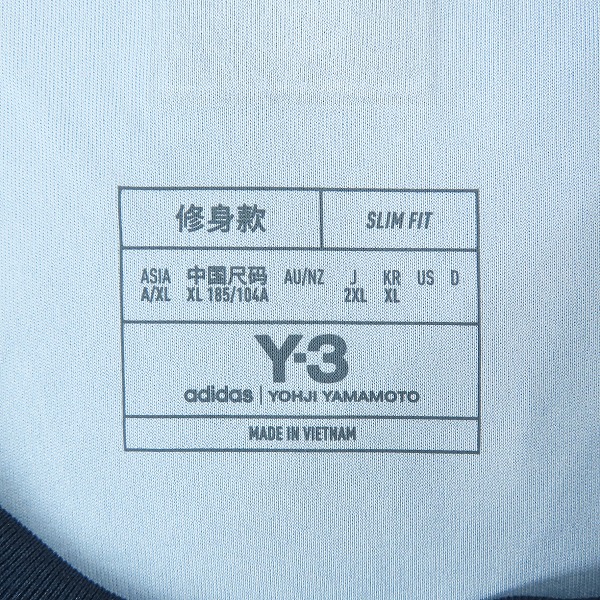 修身款 SLIM FIT
ASIA 中国尺码 AU/NZ J KR US D
A/XL XL 185/104A 2XL XL
Y-3
adidas | YOHJI YAMAMOTO
MADE IN VIETNAM